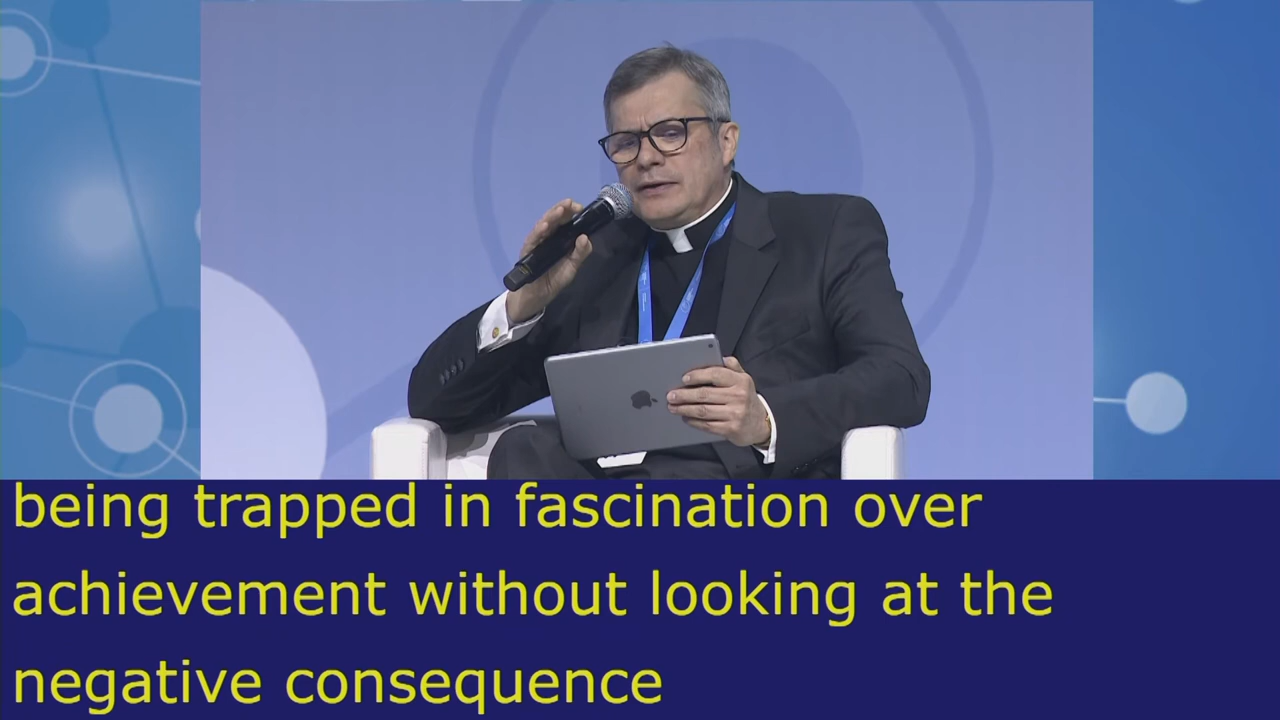 being trapped in fascination over
achievement without looking at the
negative consequence